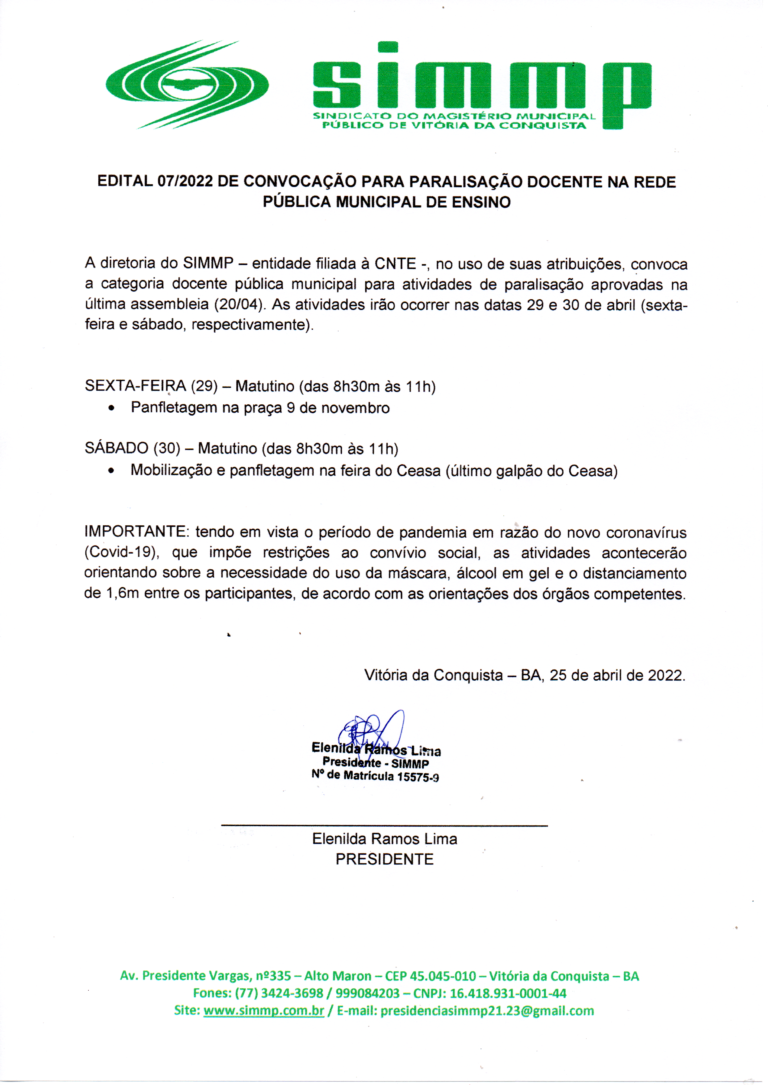 simmp
SINDICATO DO MAGISTÉRIO MUNICIPAL
PÚBLICO DE VITÓRIA DA CONQUISTA
EDITAL 07/2022 DE CONVOCAÇÃO PARA PARALISAÇÃO DOCENTE NA REDE
PÚBLICA MUNICIPAL DE ENSINO
A diretoria do SIMMP – entidade filiada à CNTE -, no uso de suas atribuições, convoca
a categoria docente pública municipal para atividades de paralisação aprovadas na
última assembleia (20/04). As atividades irão ocorrer nas datas 29 e 30 de abril (sexta-
feira e sábado, respectivamente).
SEXTA-FEIRA (29) – Matutino (das 8h30m às 11h)
• Panfletagem na praça 9 de novembro
SÁBADO (30) – Matutino (das 8h30m às 11h)
• Mobilização e panfletagem na feira do Ceasa (último galpão do Ceasa)
IMPORTANTE: tendo em vista o período de pandemia em razão do novo coronavírus
(Covid-19), que impõe restrições ao convívio social, as atividades acontecerão
orientando sobre a necessidade do uso da máscara, álcool em gel e o distanciamento
de 1,6m entre os participantes, de acordo com as orientações dos órgãos competentes.
Vitória da Conquista – BA, 25 de abril de 2022.
Elenilda Ramos Lima
Presidente - SIMMP
Nº de Matrícula 15575-9
Elenilda Ramos Lima
PRESIDENTE
Av. Presidente Vargas, nº335 – Alto Maron – CEP 45.045-010 – Vitória da Conquista – BA
Fones: (77) 3424-3698 / 999084203 – CNPJ: 16.418.931-0001-44
Site: www.simmp.com.br / E-mail: presidenciasimmp21.23@gmail.com